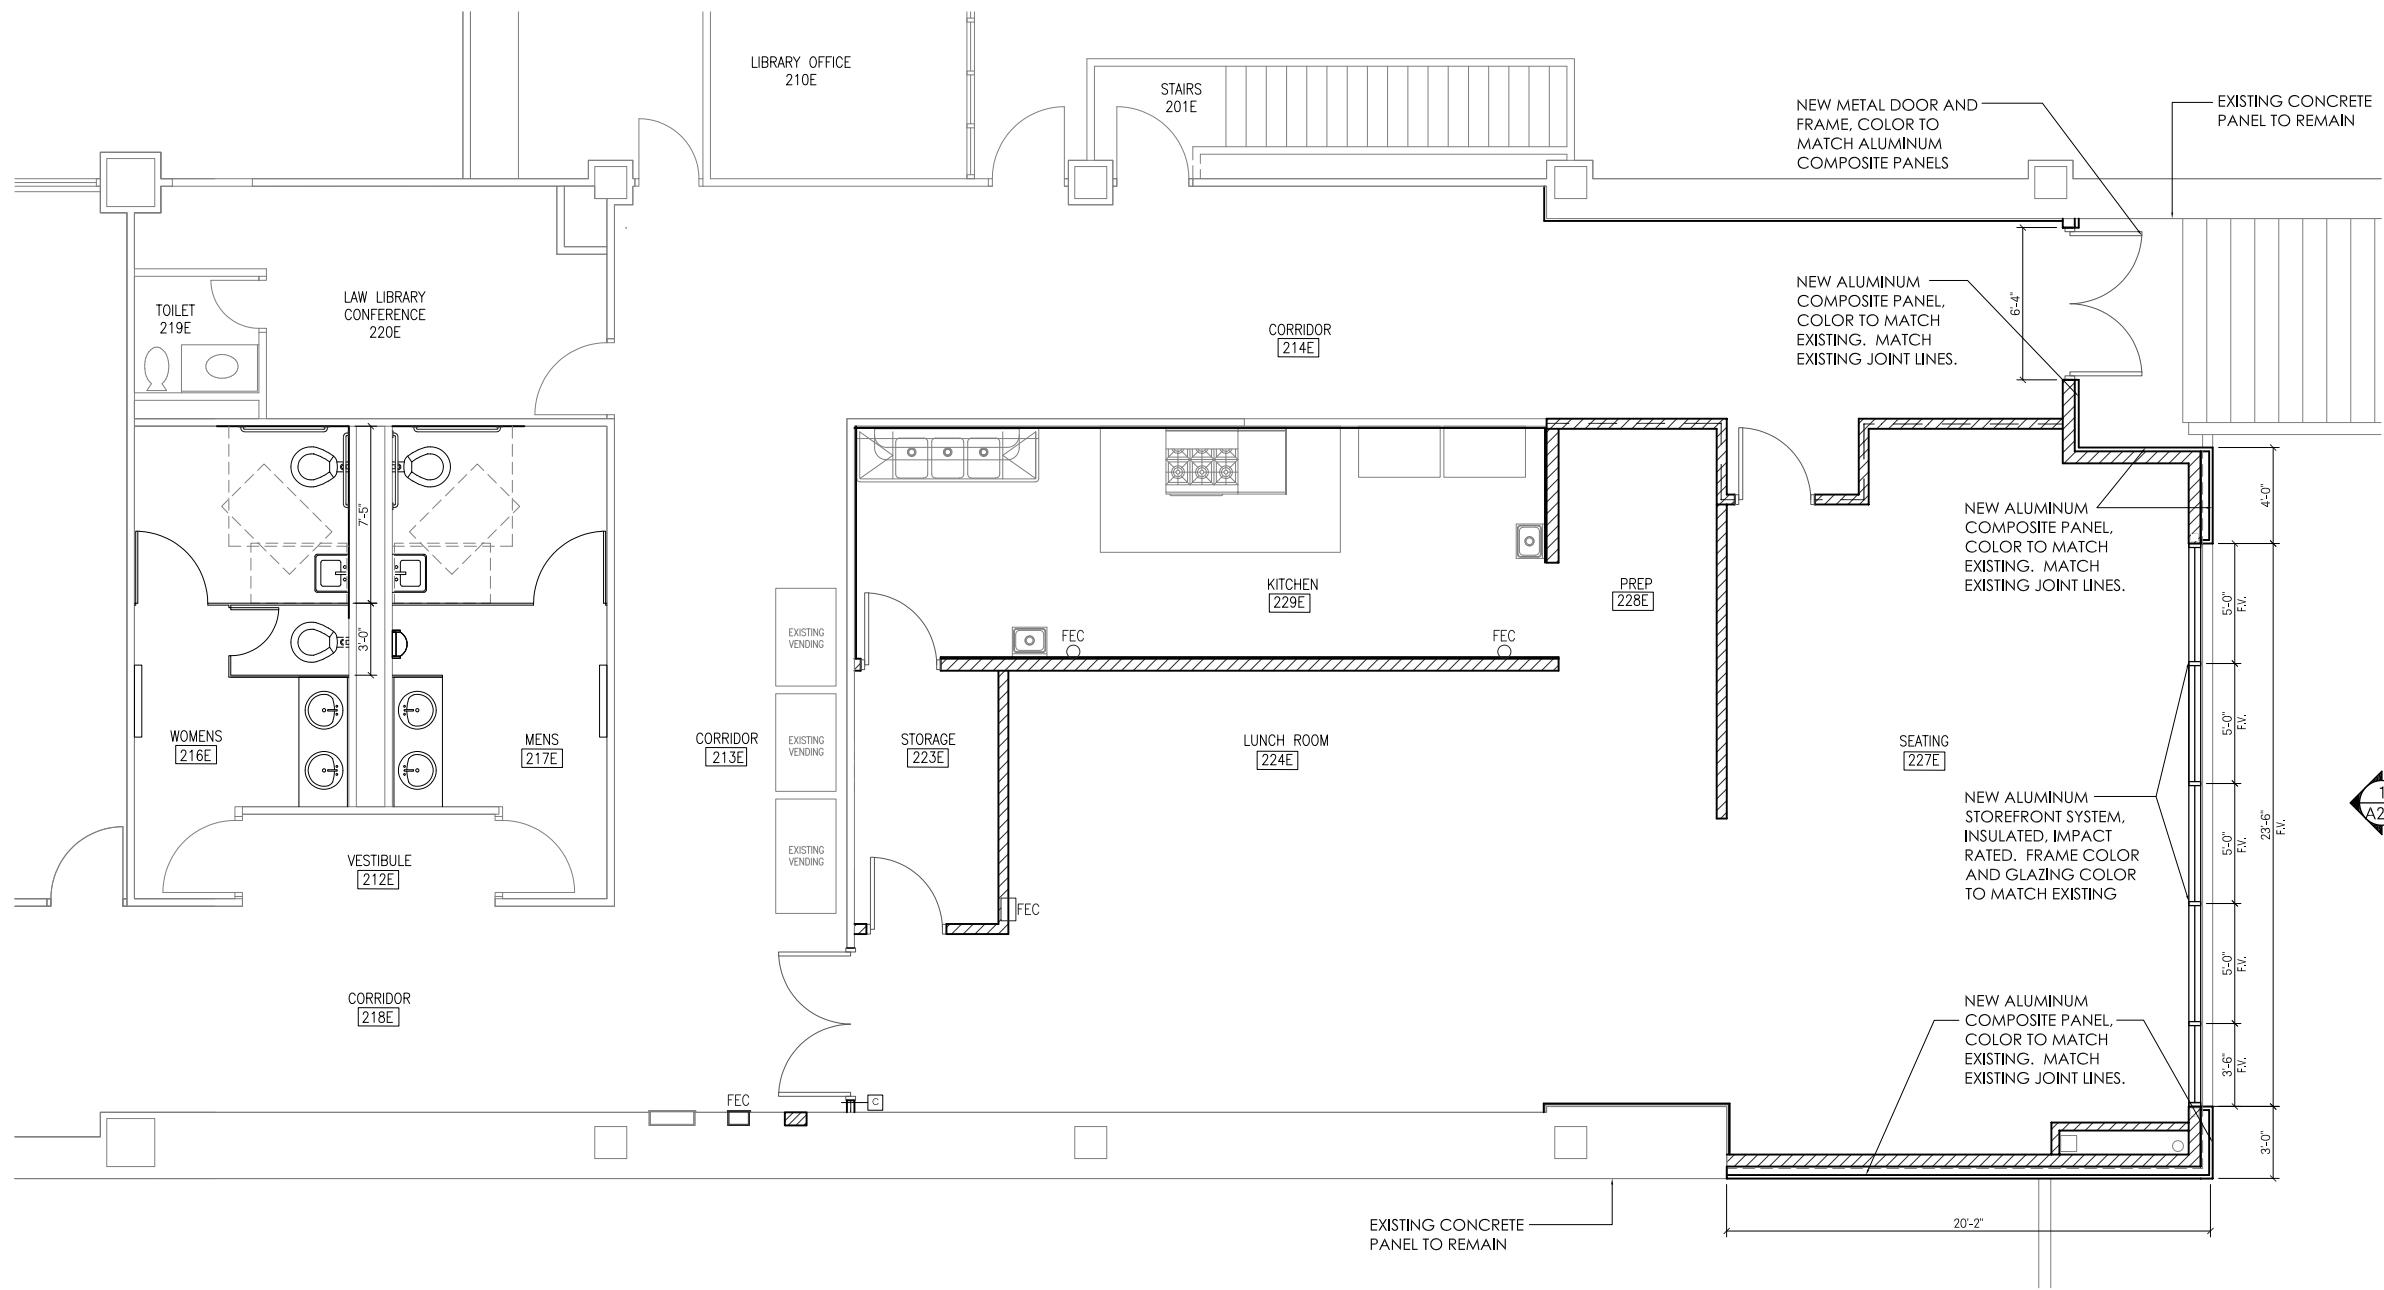 LIBRARY OFFICE
210E
STAIRS
201E
NEW METAL DOOR AND
FRAME, COLOR TO
MATCH ALUMINUM
COMPOSITE PANELS
EXISTING CONCRETE
PANEL TO REMAIN
TOILET
219E
LAW LIBRARY
CONFERENCE
220E
CORRIDOR
214E
NEW ALUMINUM
COMPOSITE PANEL,
COLOR TO MATCH
EXISTING. MATCH
EXISTING JOINT LINES.
6'-4"
7'-5"
3'-0"
KITCHEN
229E
PREP
228E
FEC
FEC
NEW ALUMINUM
COMPOSITE PANEL,
COLOR TO MATCH
EXISTING. MATCH
EXISTING JOINT LINES.
4'-0"
5'-0"
F.V.
5'-0"
F.V.
5'-0"
F.V.
5'-0"
F.V.
3'-6"
F.V.
23'-6"
F.V.
3'-0"
EXISTING
VENDING
EXISTING
VENDING
EXISTING
VENDING
WOMENS
216E
MENS
217E
CORRIDOR
213E
STORAGE
223E
LUNCH ROOM
224E
SEATING
227E
NEW ALUMINUM
STOREFRONT SYSTEM,
INSULATED, IMPACT
RATED. FRAME COLOR
AND GLAZING COLOR
TO MATCH EXISTING
1
A2
VESTIBULE
212E
FEC
CORRIDOR
218E
NEW ALUMINUM
COMPOSITE PANEL,
COLOR TO MATCH
EXISTING. MATCH
EXISTING JOINT LINES.
FEC
C
EXISTING CONCRETE
PANEL TO REMAIN
20'-2"